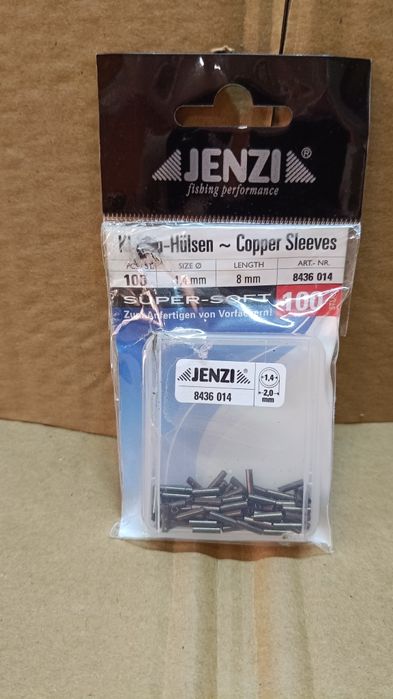 JENZI®
fishing performance
-Hülsen ~ Copper Sleeves
SIZE Ø LENGTH ART.- NR.
100 1,4 mm 8 mm 8436 014
SUPER-SOFT 100
Zum Anfertigen von Vorfächern!
JENZI®
8436 014
1,4
2,0
mm